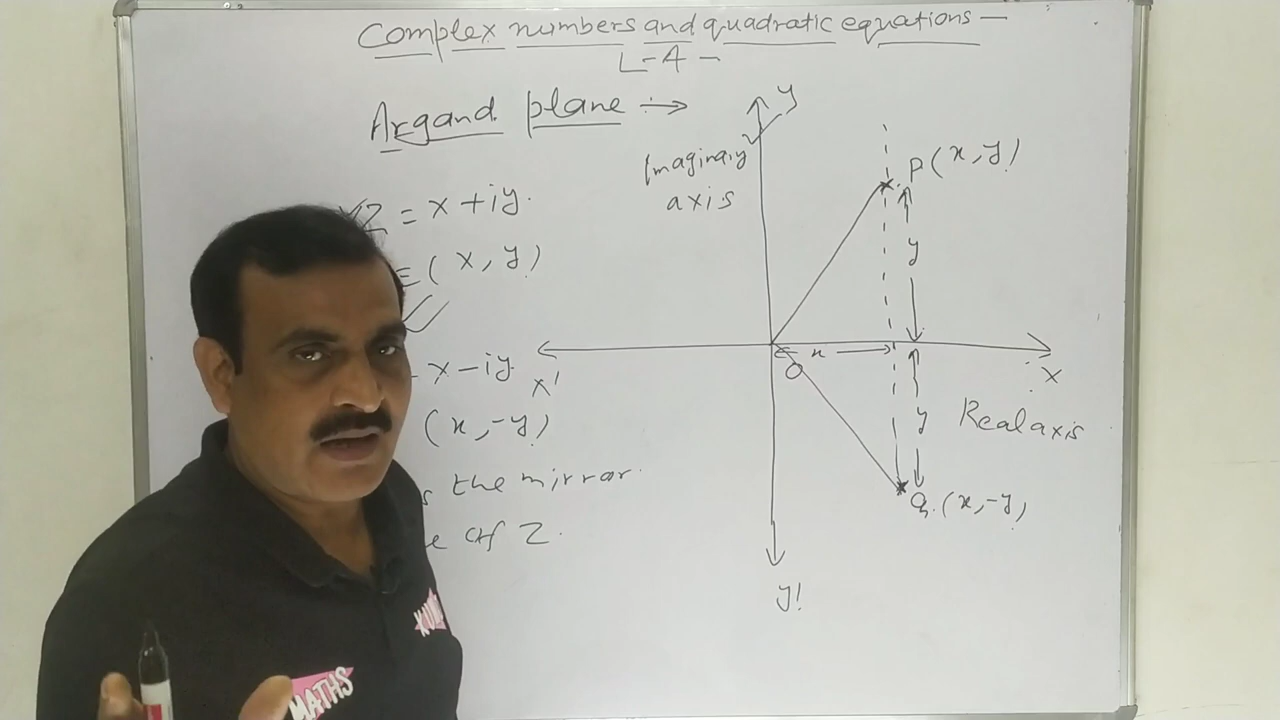 Complex numbers and quadratic equations —
L-4 -
Argand plane →
Z = x + iy
= (x, y)
x - iy
(x, -y)
the mirror
of Z.
y
Imaginary
axis
P(x, y)
y
x
O
X'
X
y
Real axis
Q(x, -y)
y'
MATHS